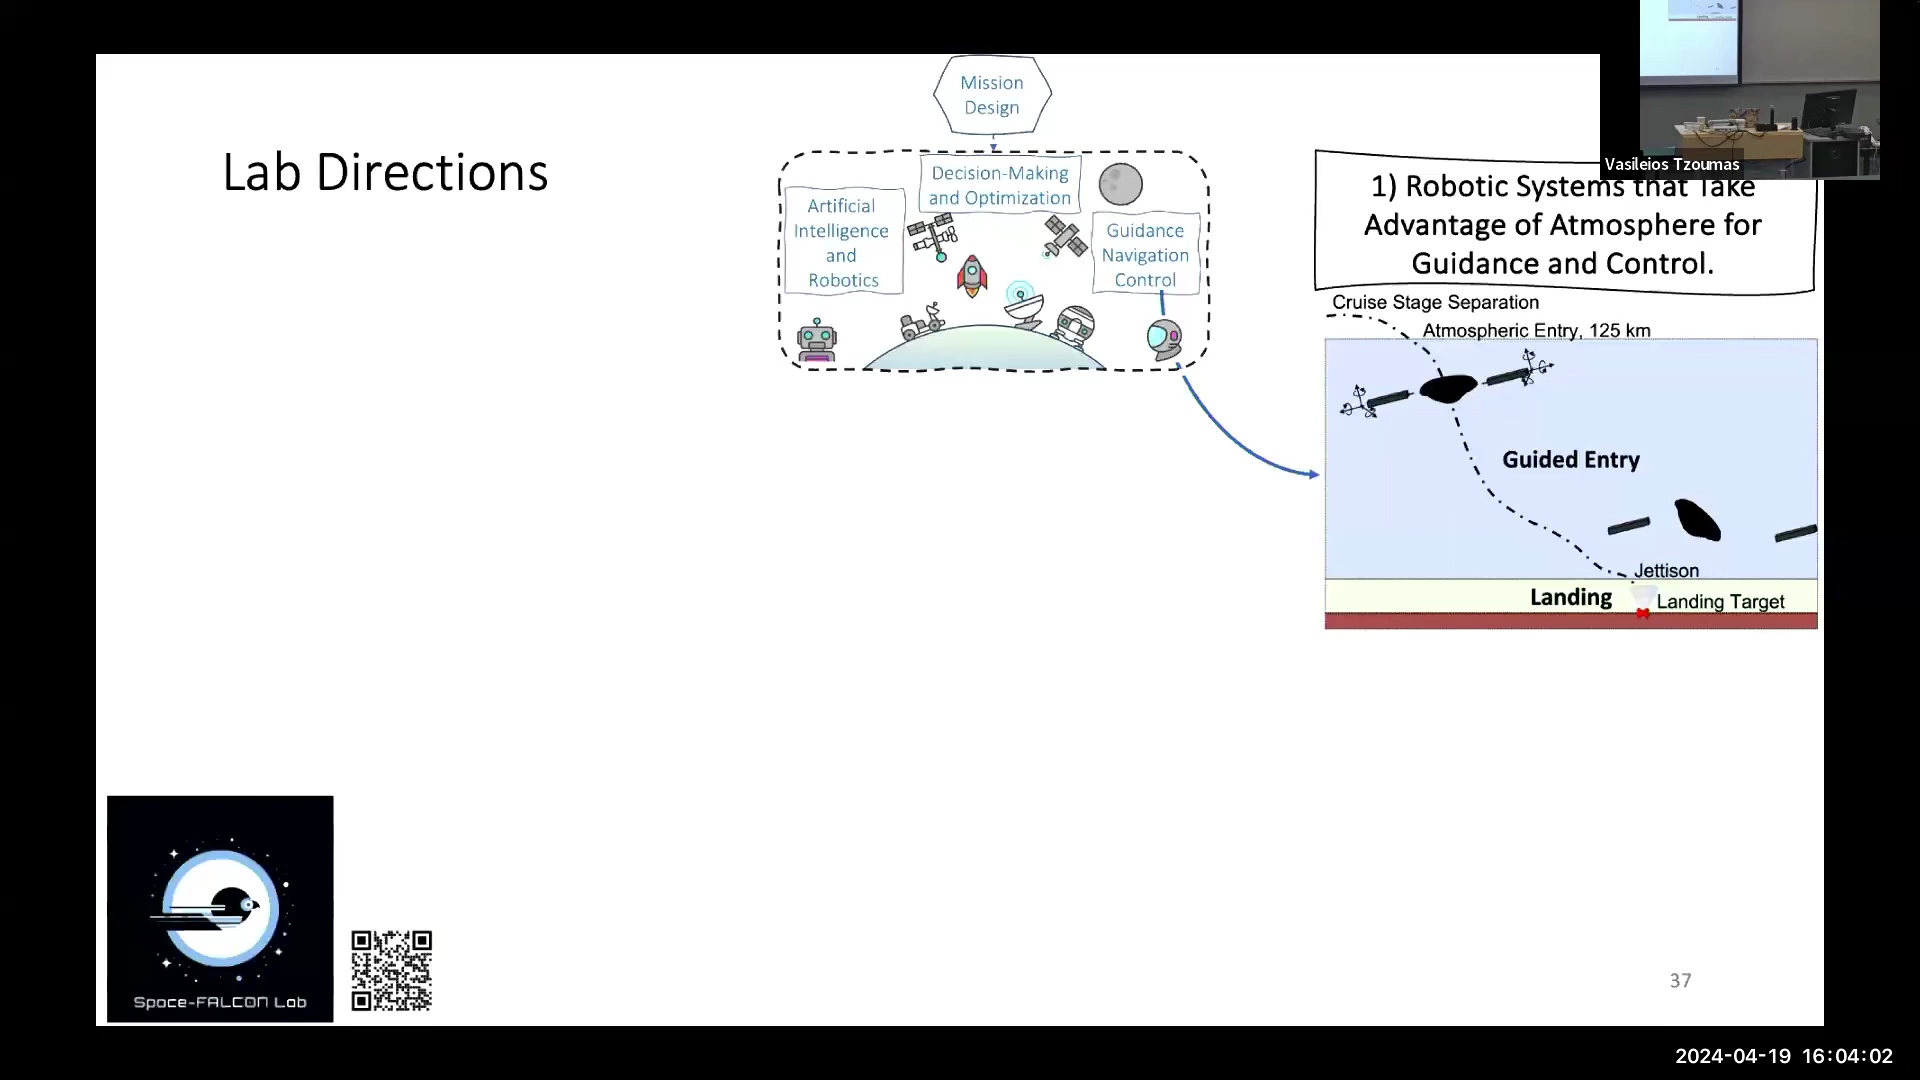 Mission
Design
Lab Directions
Decision-Making
and Optimization
Artificial
Intelligence
and
Robotics
Guidance
Navigation
Control
Vasileios Tzoumas
1) Robotic Systems that Take
Advantage of Atmosphere for
Guidance and Control.
Cruise Stage Separation
Atmospheric Entry, 125 km
Guided Entry
Jettison
Landing
Landing Target
Space-FALCON Lab
37
2024-04-19 16:04:02